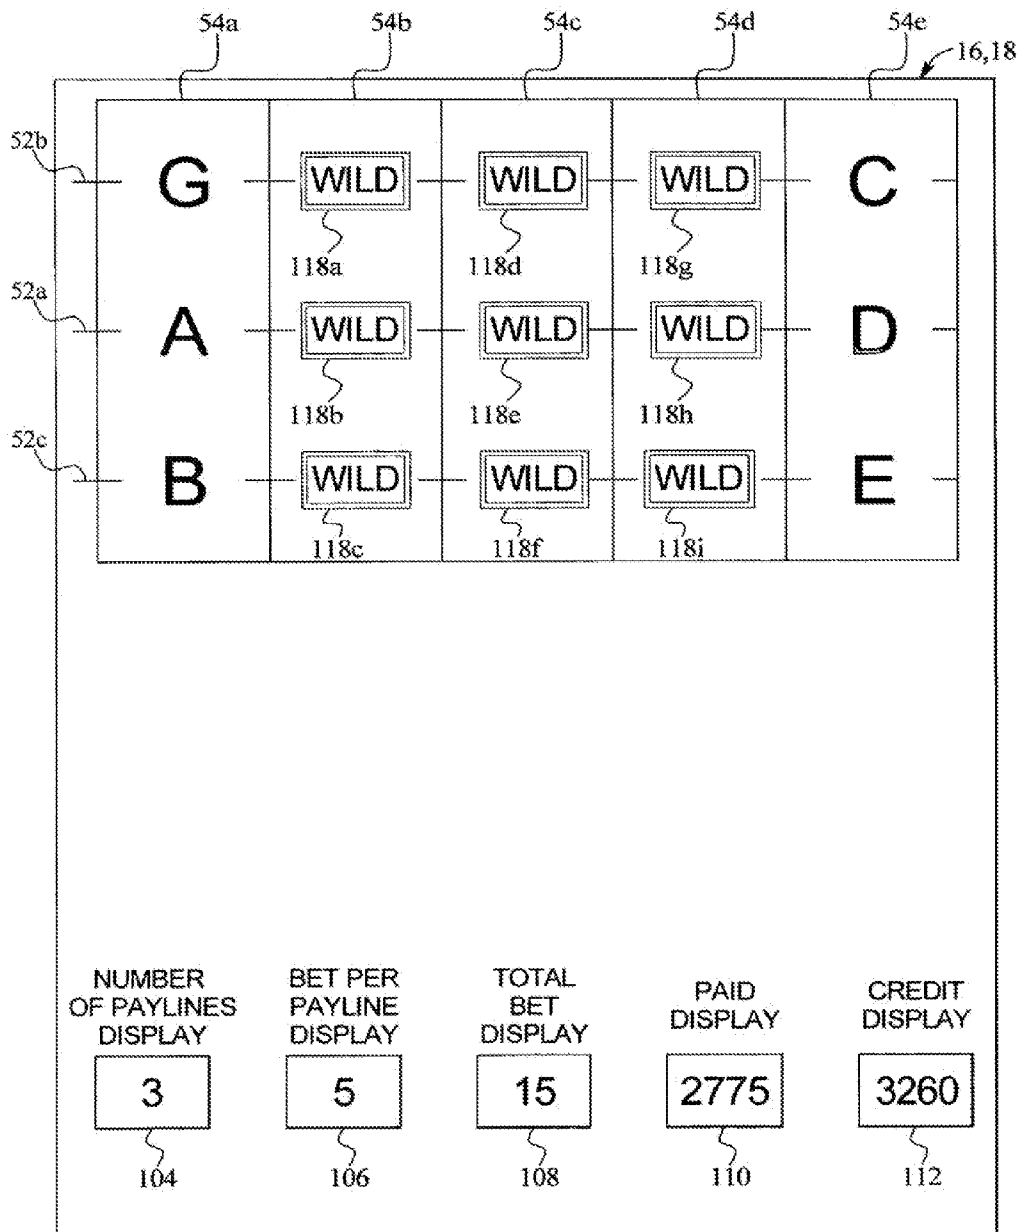 54a 54b 54c 54d 54e
16,18
52b G WILD WILD WILD C
118a 118d 118g
52a A WILD WILD WILD D
118b 118e 118h
52c B WILD WILD WILD E
118c 118f 118i
NUMBER OF PAYLINES DISPLAY
BET PER PAYLINE DISPLAY
TOTAL BET DISPLAY
PAID DISPLAY
CREDIT DISPLAY
3 5 15 2775 3260
104 106 108 110 112